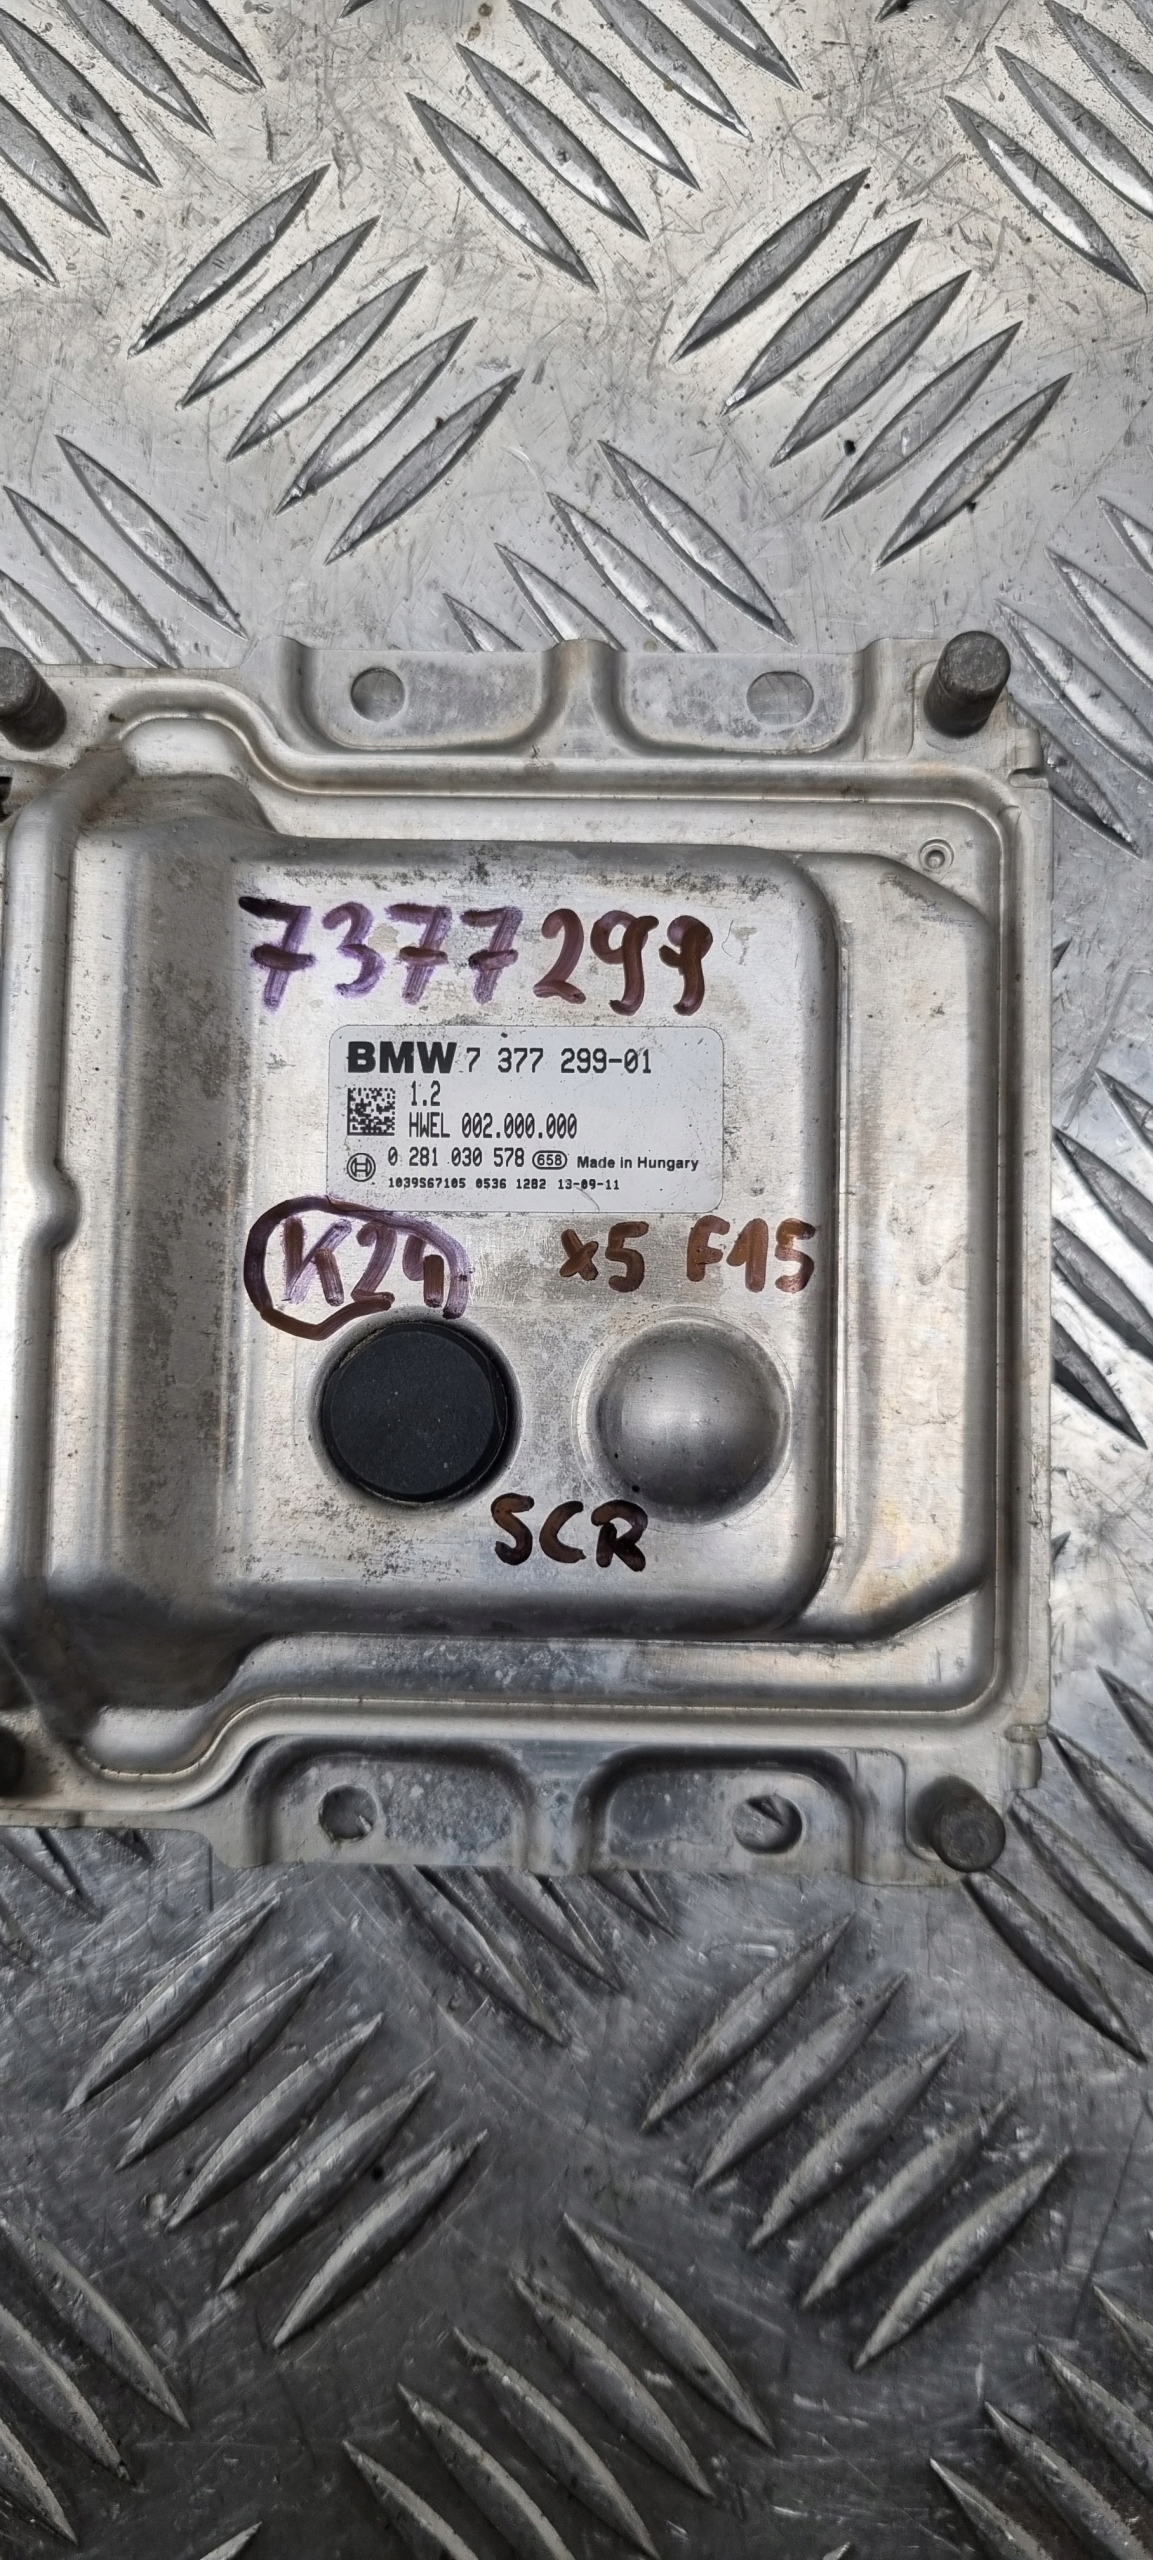 7377299
BMW 7 377 299-01
1.2
HWEL 002.000.000
0 281 030 578 658 Made in Hungary
1039S67105 0536 1282 13-09-11
K24 X5 F15
SCR